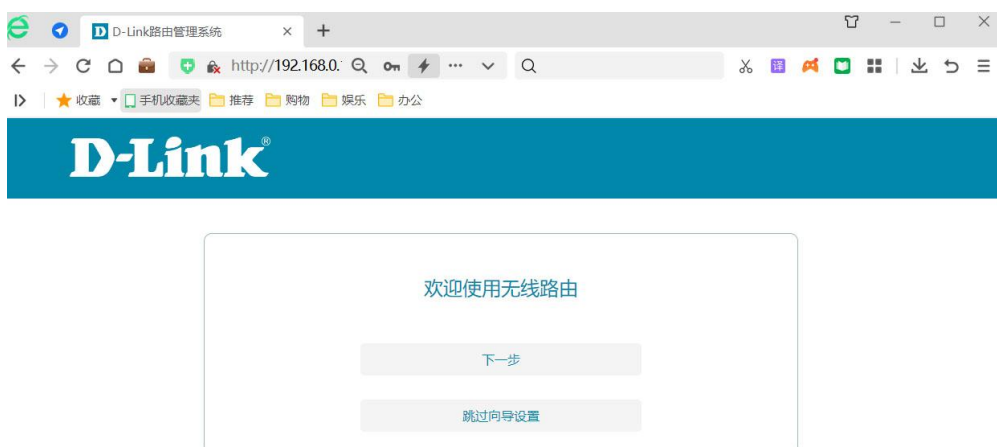 D D-Link路由管理系统
http://192.168.0.
译
收藏 手机收藏夹 推荐 购物 娱乐 办公
D-Link®
欢迎使用无线路由
下一步
跳过向导设置